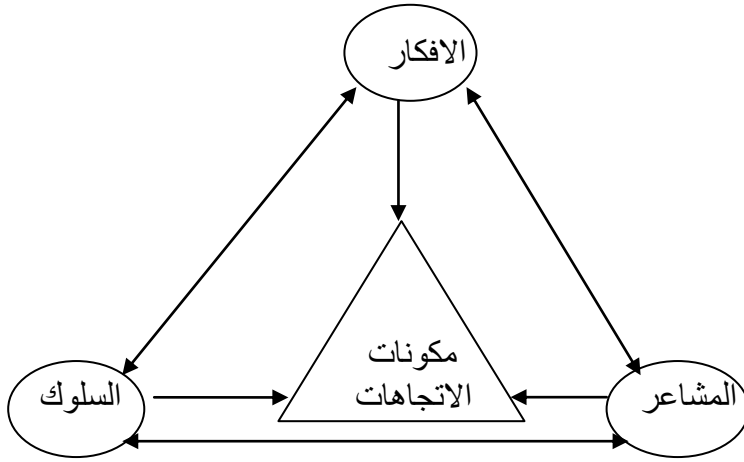 الافكار
مكونات
الاتجاهات
المشاعر
السلوك